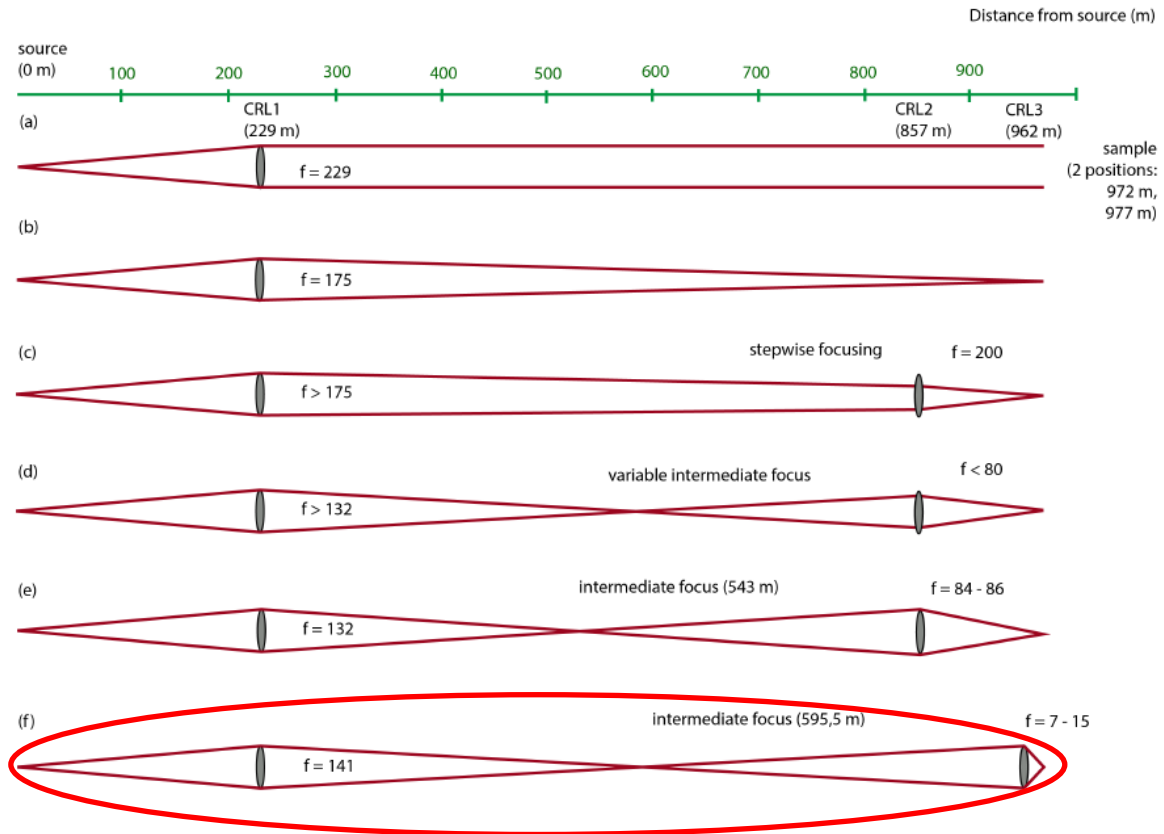 Distance from source (m)
source
(0 m)
100 200 300 400 500 600 700 800 900
(a)
CRL1
(229 m)
CRL2
(857 m)
CRL3
(962 m)
f = 229
sample
(2 positions:
972 m,
977 m)
(b)
f = 175
(c)
stepwise focusing
f = 200
f > 175
(d)
variable intermediate focus
f < 80
f > 132
(e)
intermediate focus (543 m)
f = 84 - 86
f = 132
(f)
intermediate focus (595,5 m)
f = 7 - 15
f = 141